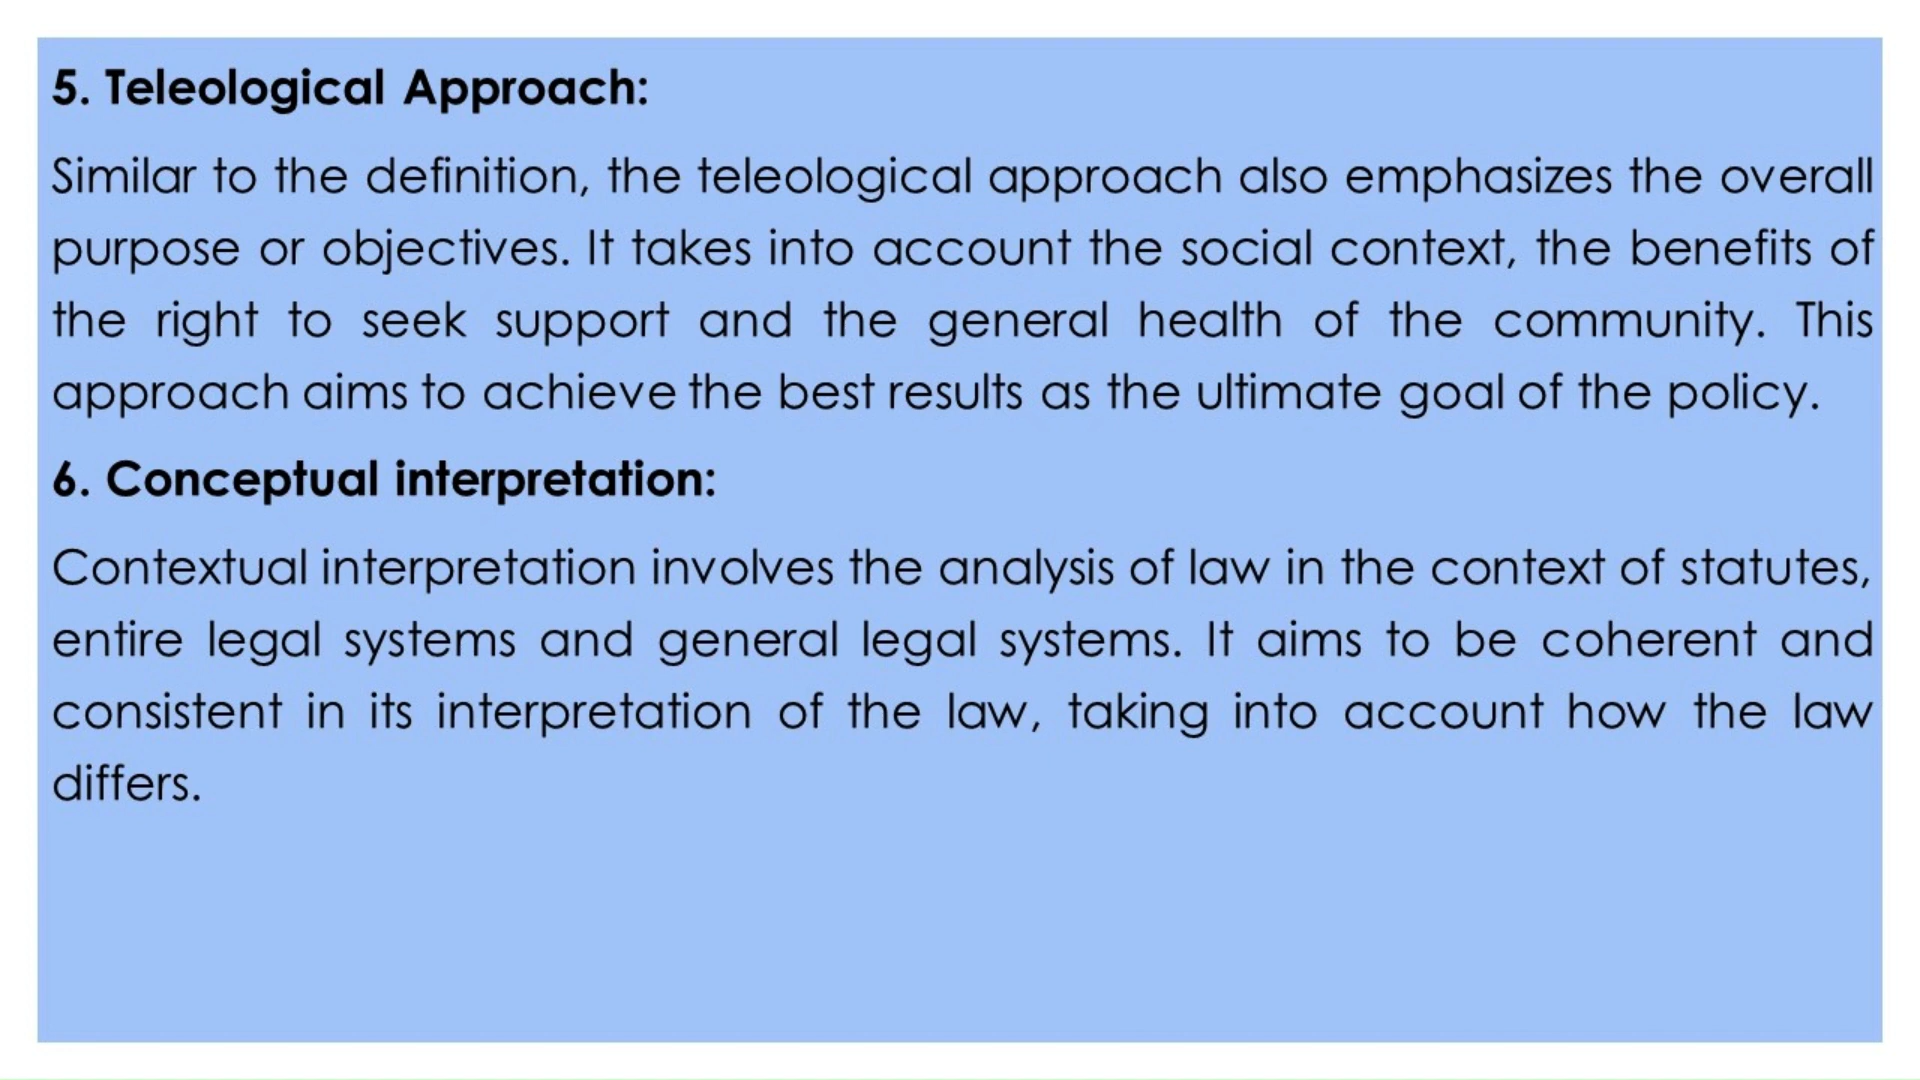 5. Teleological Approach:
Similar to the definition, the teleological approach also emphasizes the overall
purpose or objectives. It takes into account the social context, the benefits of
the right to seek support and the general health of the community. This
approach aims to achieve the best results as the ultimate goal of the policy.
6. Conceptual interpretation:
Contextual interpretation involves the analysis of law in the context of statutes,
entire legal systems and general legal systems. It aims to be coherent and
consistent in its interpretation of the law, taking into account how the law
differs.